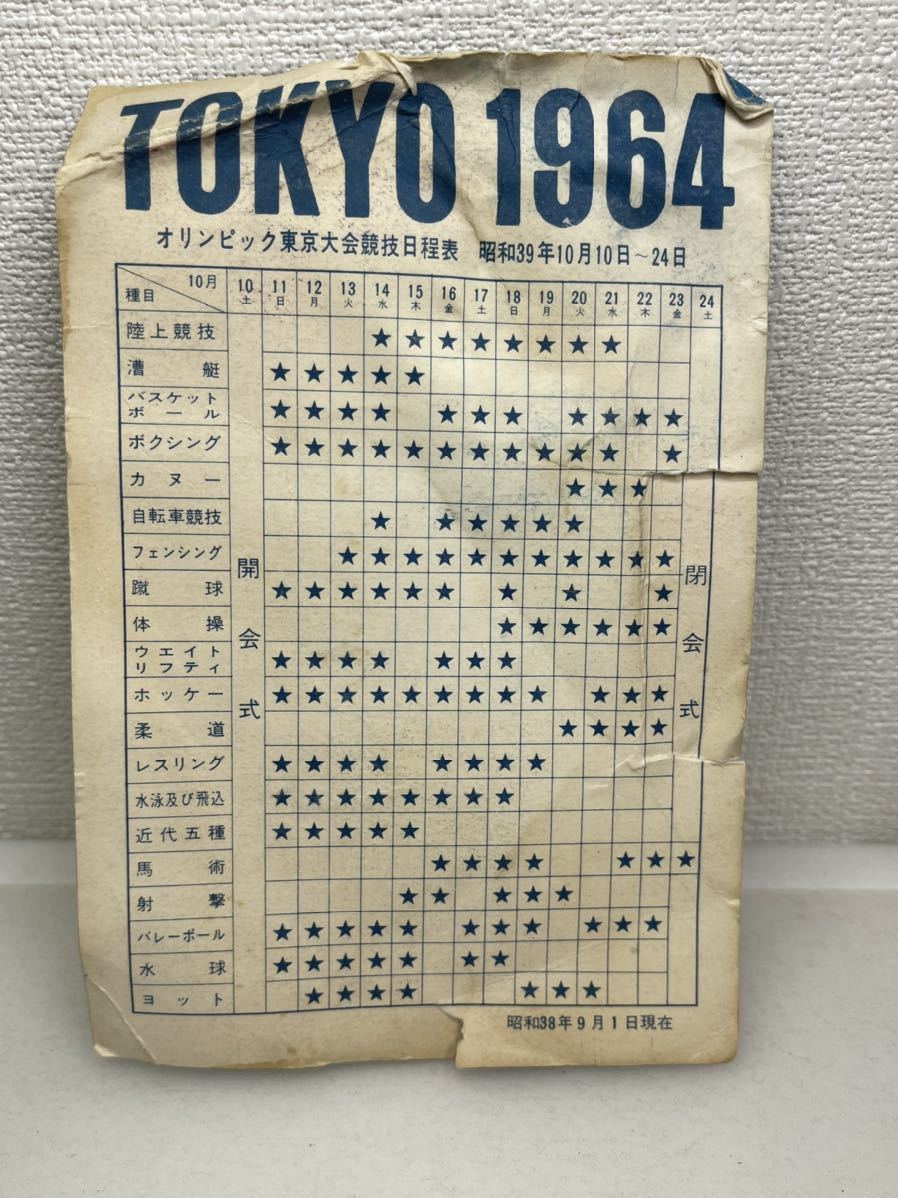 TOKYO 1964
オリンピック東京大会競技日程表 昭和39年10月10日～24日
種目 10月 10 11 12 13 14 15 16 17 18 19 20 21 22 23 24
土 日 月 火 水 木 金 土 日 月 火 水 木 金 土
陸上競技 ★★★★★★★★
漕艇 ★★★★★
バスケット
ボール ★★★★ ★★★ ★★★★
ボクシング ★★★★★★★★★★★ ★
カヌー ★★★
自転車競技 ★ ★★★★★
フェンシング ★★★★★★★★★★★
蹴球 ★★★★★★ ★ ★ ★
体操 ★★★★★★
ウエイト
リフティ ★★★★ ★★★
ホッケー ★★★★★★★★★ ★★★
柔道 ★★★★
レスリング ★★★★ ★★★★
水泳及び飛込 ★★★★★★★★
近代五種 ★★★★★
馬術 ★★★★ ★★★
射撃 ★★ ★★★
バレーボール ★★★★★ ★★★ ★★★
水球 ★★★★★ ★★
ヨット ★★★★ ★★★
開会式
閉会式
昭和38年9月1日現在